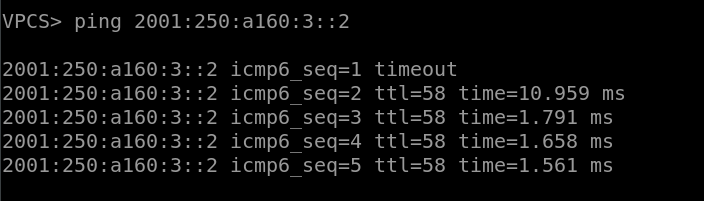 VPCS> ping 2001:250:a160:3::2
2001:250:a160:3::2 icmp6_seq=1 timeout
2001:250:a160:3::2 icmp6_seq=2 ttl=58 time=10.959 ms
2001:250:a160:3::2 icmp6_seq=3 ttl=58 time=1.791 ms
2001:250:a160:3::2 icmp6_seq=4 ttl=58 time=1.658 ms
2001:250:a160:3::2 icmp6_seq=5 ttl=58 time=1.561 ms